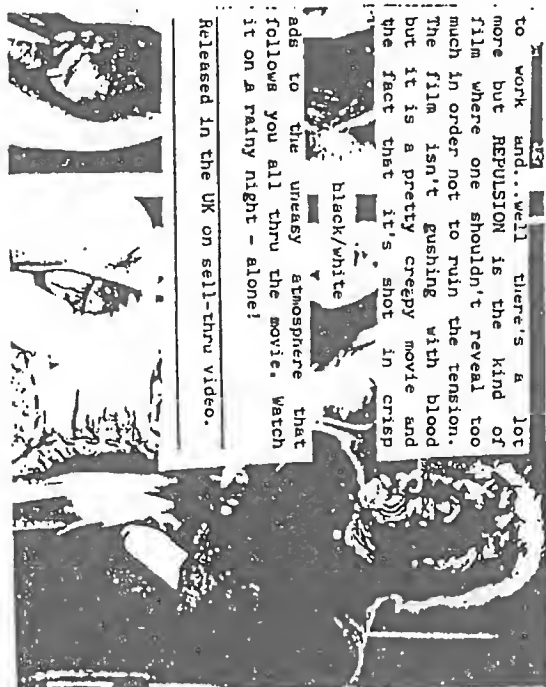 to work and...well there's a lot
more but REPULSION is the kind of
film where one shouldn't reveal too
much in order not to ruin the tension.
The film isn't gushing with blood
but it is a pretty creepy movie and
the fact that it's shot in crisp
black/white
ads to the uneasy atmosphere that
follows you all thru the movie. Watch
it on a rainy night - alone!
Released in the UK on sell-thru video.